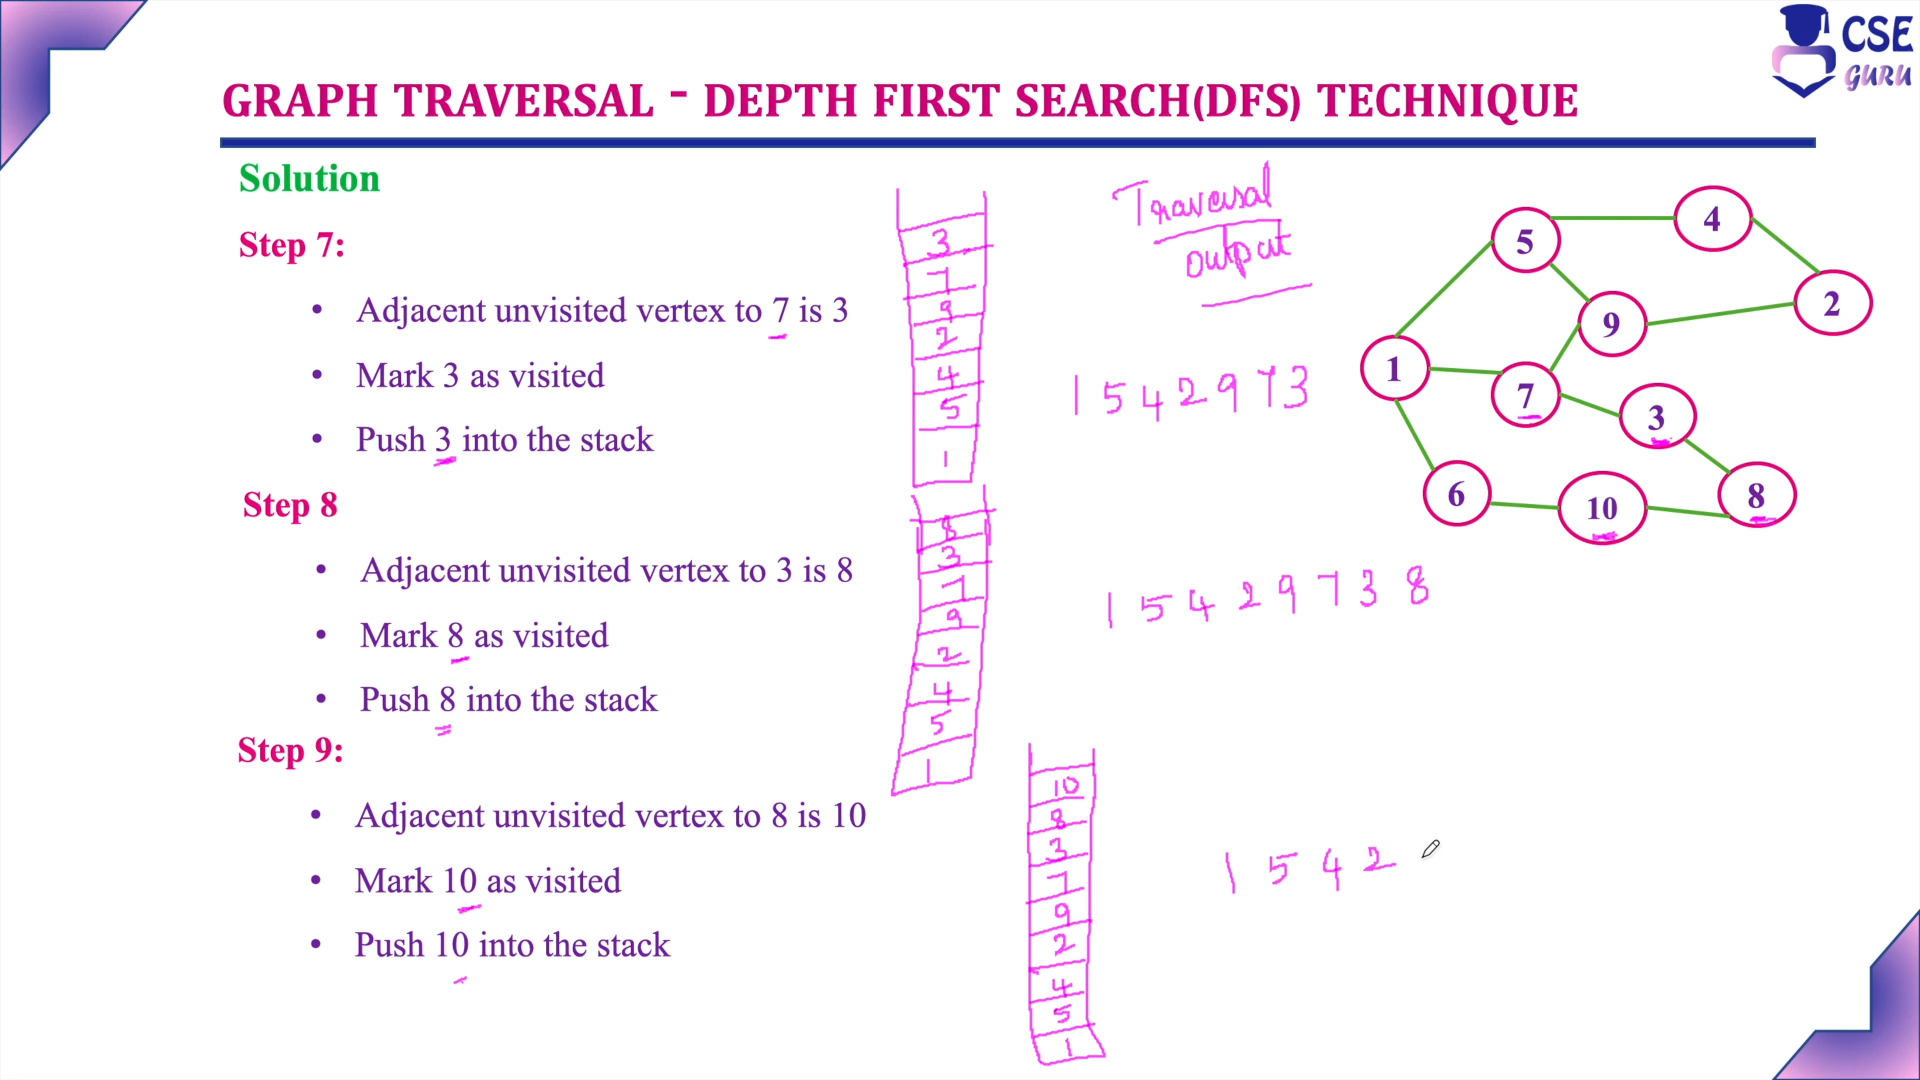 CSE
GURU
GRAPH TRAVERSAL - DEPTH FIRST SEARCH(DFS) TECHNIQUE
Solution
Step 7:
• Adjacent unvisited vertex to 7 is 3
• Mark 3 as visited
• Push 3 into the stack
Step 8
• Adjacent unvisited vertex to 3 is 8
• Mark 8 as visited
• Push 8 into the stack
Step 9:
• Adjacent unvisited vertex to 8 is 10
• Mark 10 as visited
• Push 10 into the stack
3
7
9
2
4
5
1
8
3
7
9
2
4
5
1
10
8
3
7
9
2
4
5
1
Traversal
output
1 5 4 2 9 7 3
1 5 4 2 9 7 3 8
1 5 4 2
5
4
2
9
1
7
3
6
10
8